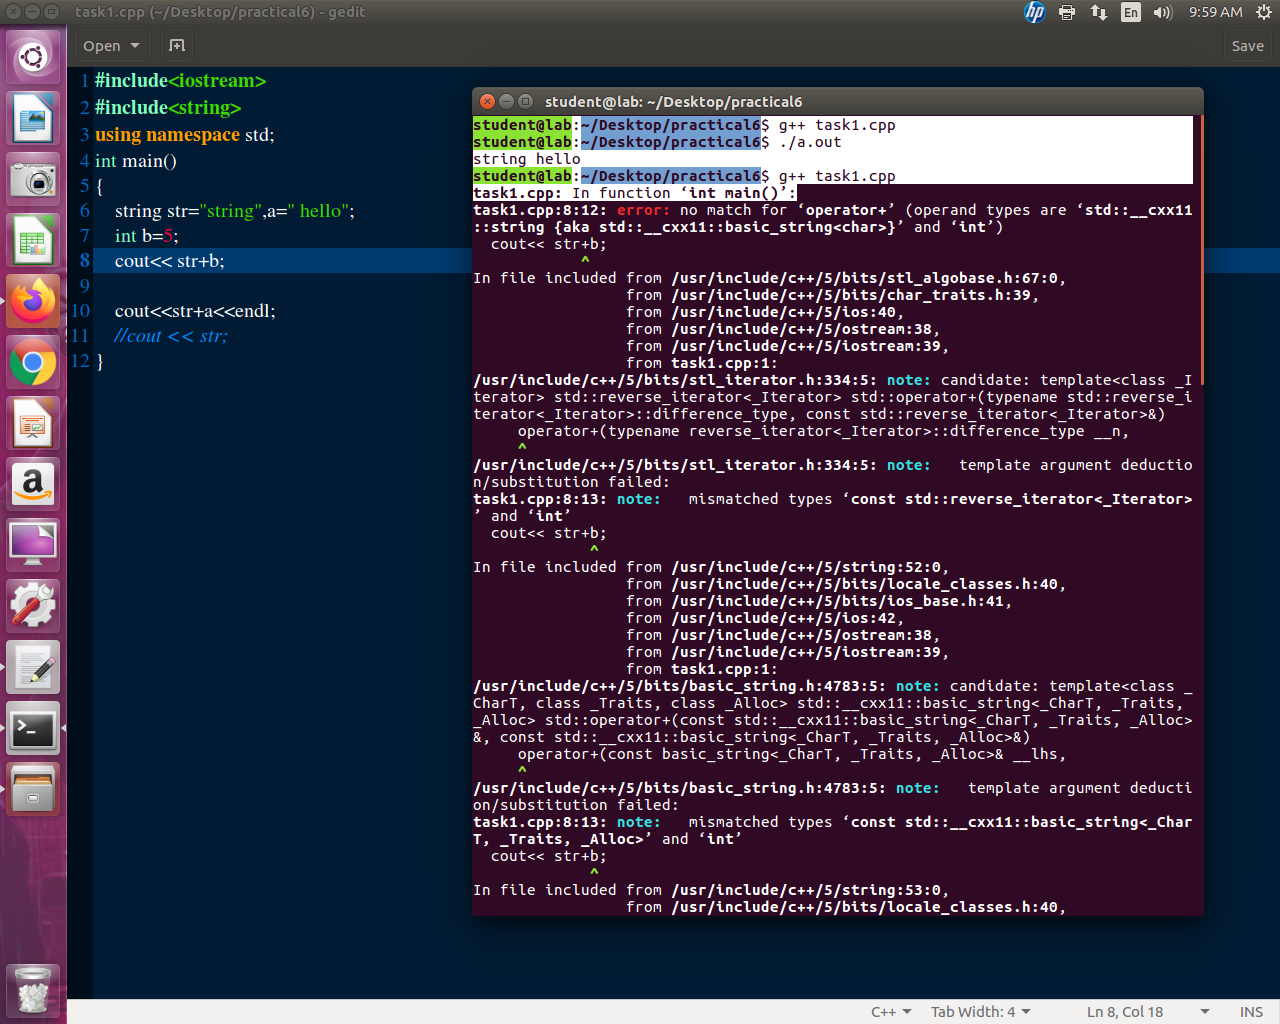 task1.cpp (~/Desktop/practical6) - gedit
hp
En
9:59 AM
Open
Save
1 #include<iostream>
2 #include<string>
3 using namespace std;
4 int main()
5 {
6 string str="string",a=" hello";
7 int b=5;
8 cout<< str+b;
9
10 cout<<str+a<<endl;
11 //cout << str;
12 }
student@lab: ~/Desktop/practical6
student@lab:~/Desktop/practical6$ g++ task1.cpp
student@lab:~/Desktop/practical6$ ./a.out
string hello
student@lab:~/Desktop/practical6$ g++ task1.cpp
task1.cpp: In function ‘int main()’:
task1.cpp:8:12: error: no match for ‘operator+’ (operand types are ‘std::__cxx11
::string {aka std::__cxx11::basic_string<char>}’ and ‘int’)
cout<< str+b;
^
In file included from /usr/include/c++/5/bits/stl_algobase.h:67:0,
from /usr/include/c++/5/bits/char_traits.h:39,
from /usr/include/c++/5/ios:40,
from /usr/include/c++/5/ostream:38,
from /usr/include/c++/5/iostream:39,
from task1.cpp:1:
/usr/include/c++/5/bits/stl_iterator.h:334:5: note: candidate: template<class _I
terator> std::reverse_iterator<_Iterator> std::operator+(typename std::reverse_i
terator<_Iterator>::difference_type, const std::reverse_iterator<_Iterator>&)
operator+(typename reverse_iterator<_Iterator>::difference_type __n,
^
/usr/include/c++/5/bits/stl_iterator.h:334:5: note:   template argument deductio
n/substitution failed:
task1.cpp:8:13: note:   mismatched types ‘const std::reverse_iterator<_Iterator>
’ and ‘int’
cout<< str+b;
^
In file included from /usr/include/c++/5/string:52:0,
from /usr/include/c++/5/bits/locale_classes.h:40,
from /usr/include/c++/5/bits/ios_base.h:41,
from /usr/include/c++/5/ios:42,
from /usr/include/c++/5/ostream:38,
from /usr/include/c++/5/iostream:39,
from task1.cpp:1:
/usr/include/c++/5/bits/basic_string.h:4783:5: note: candidate: template<class _
CharT, class _Traits, class _Alloc> std::__cxx11::basic_string<_CharT, _Traits,
_Alloc> std::operator+(const std::__cxx11::basic_string<_CharT, _Traits, _Alloc>
&, const std::__cxx11::basic_string<_CharT, _Traits, _Alloc>&)
operator+(const basic_string<_CharT, _Traits, _Alloc>& __lhs,
^
/usr/include/c++/5/bits/basic_string.h:4783:5: note:   template argument deducti
on/substitution failed:
task1.cpp:8:13: note:   mismatched types ‘const std::__cxx11::basic_string<_Char
T, _Traits, _Alloc>’ and ‘int’
cout<< str+b;
^
In file included from /usr/include/c++/5/string:53:0,
from /usr/include/c++/5/bits/locale_classes.h:40,
C++
Tab Width: 4
Ln 8, Col 18
INS